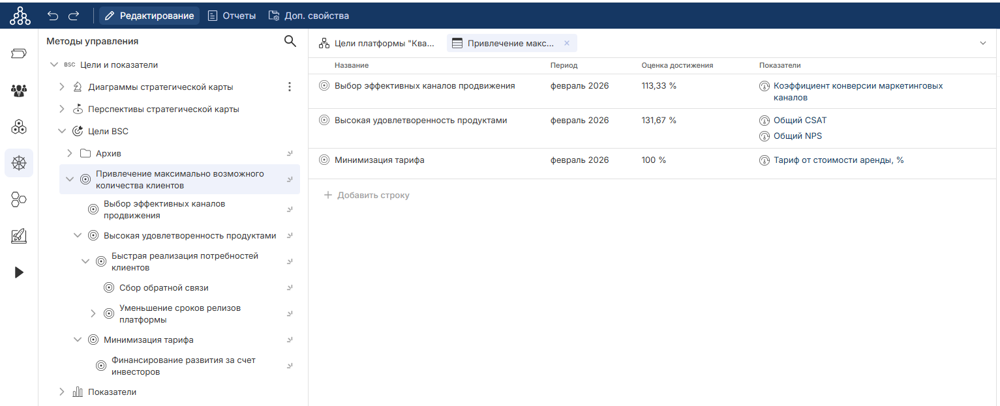 Редактирование
Отчеты
Доп. свойства
Методы управления
BSC Цели и показатели
Диаграммы стратегической карты
Перспективы стратегической карты
Цели BSC
Архив
Привлечение максимально возможного
количества клиентов
Выбор эффективных каналов
продвижения
Высокая удовлетворенность продуктами
Быстрая реализация потребностей
клиентов
Сбор обратной связи
Уменьшение сроков релизов
платформы
Минимизация тарифа
Финансирование развития за счет
инвесторов
Показатели
Цели платформы "Ква...
Привлечение макс...
Название Период Оценка достижения Показатели
Выбор эффективных каналов продвижения февраль 2026 113,33 % Коэффициент конверсии маркетинговых
каналов
Высокая удовлетворенность продуктами февраль 2026 131,67 % Общий CSAT
Общий NPS
Минимизация тарифа февраль 2026 100 % Тариф от стоимости аренды, %
Добавить строку